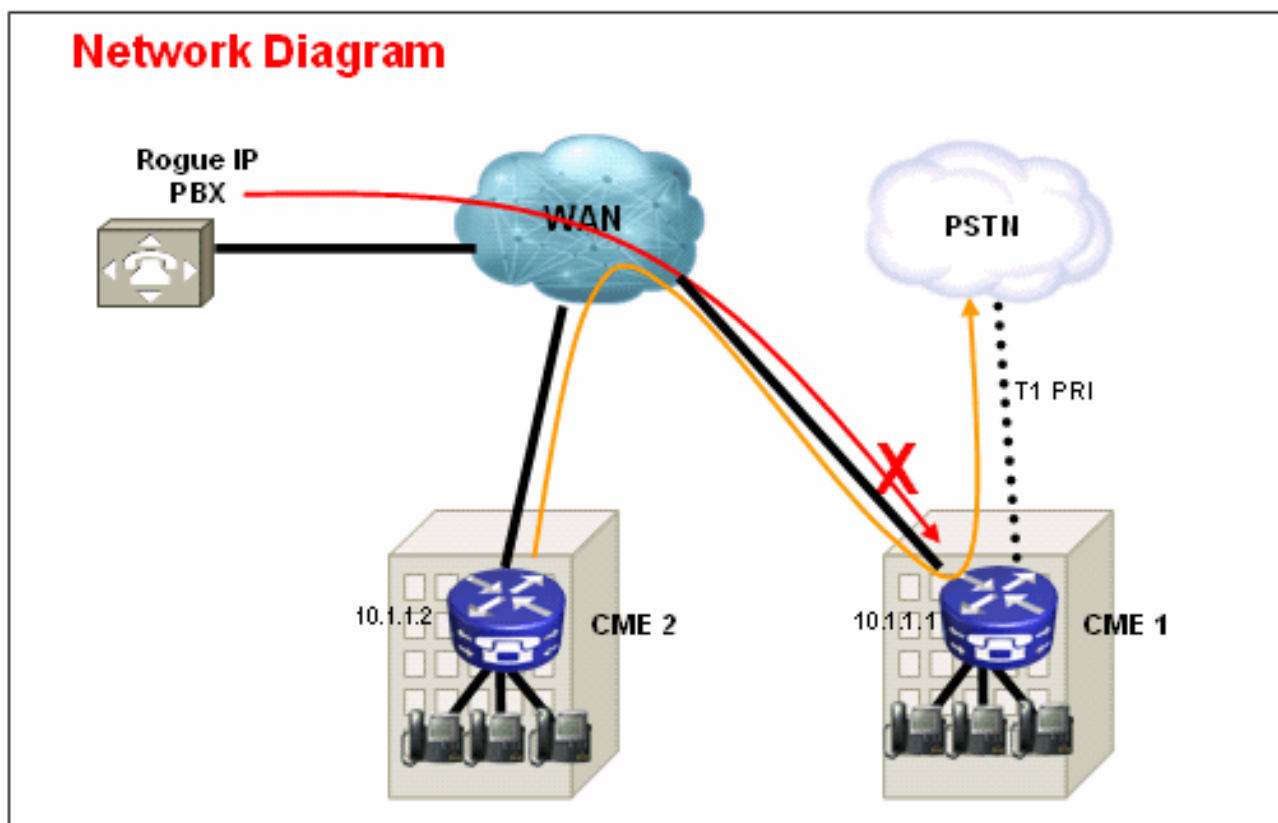 Network Diagram
Rogue IP
PBX
WAN
PSTN
T1 PRI
X
10.1.1.2
CME 2
10.1.1.1
CME 1